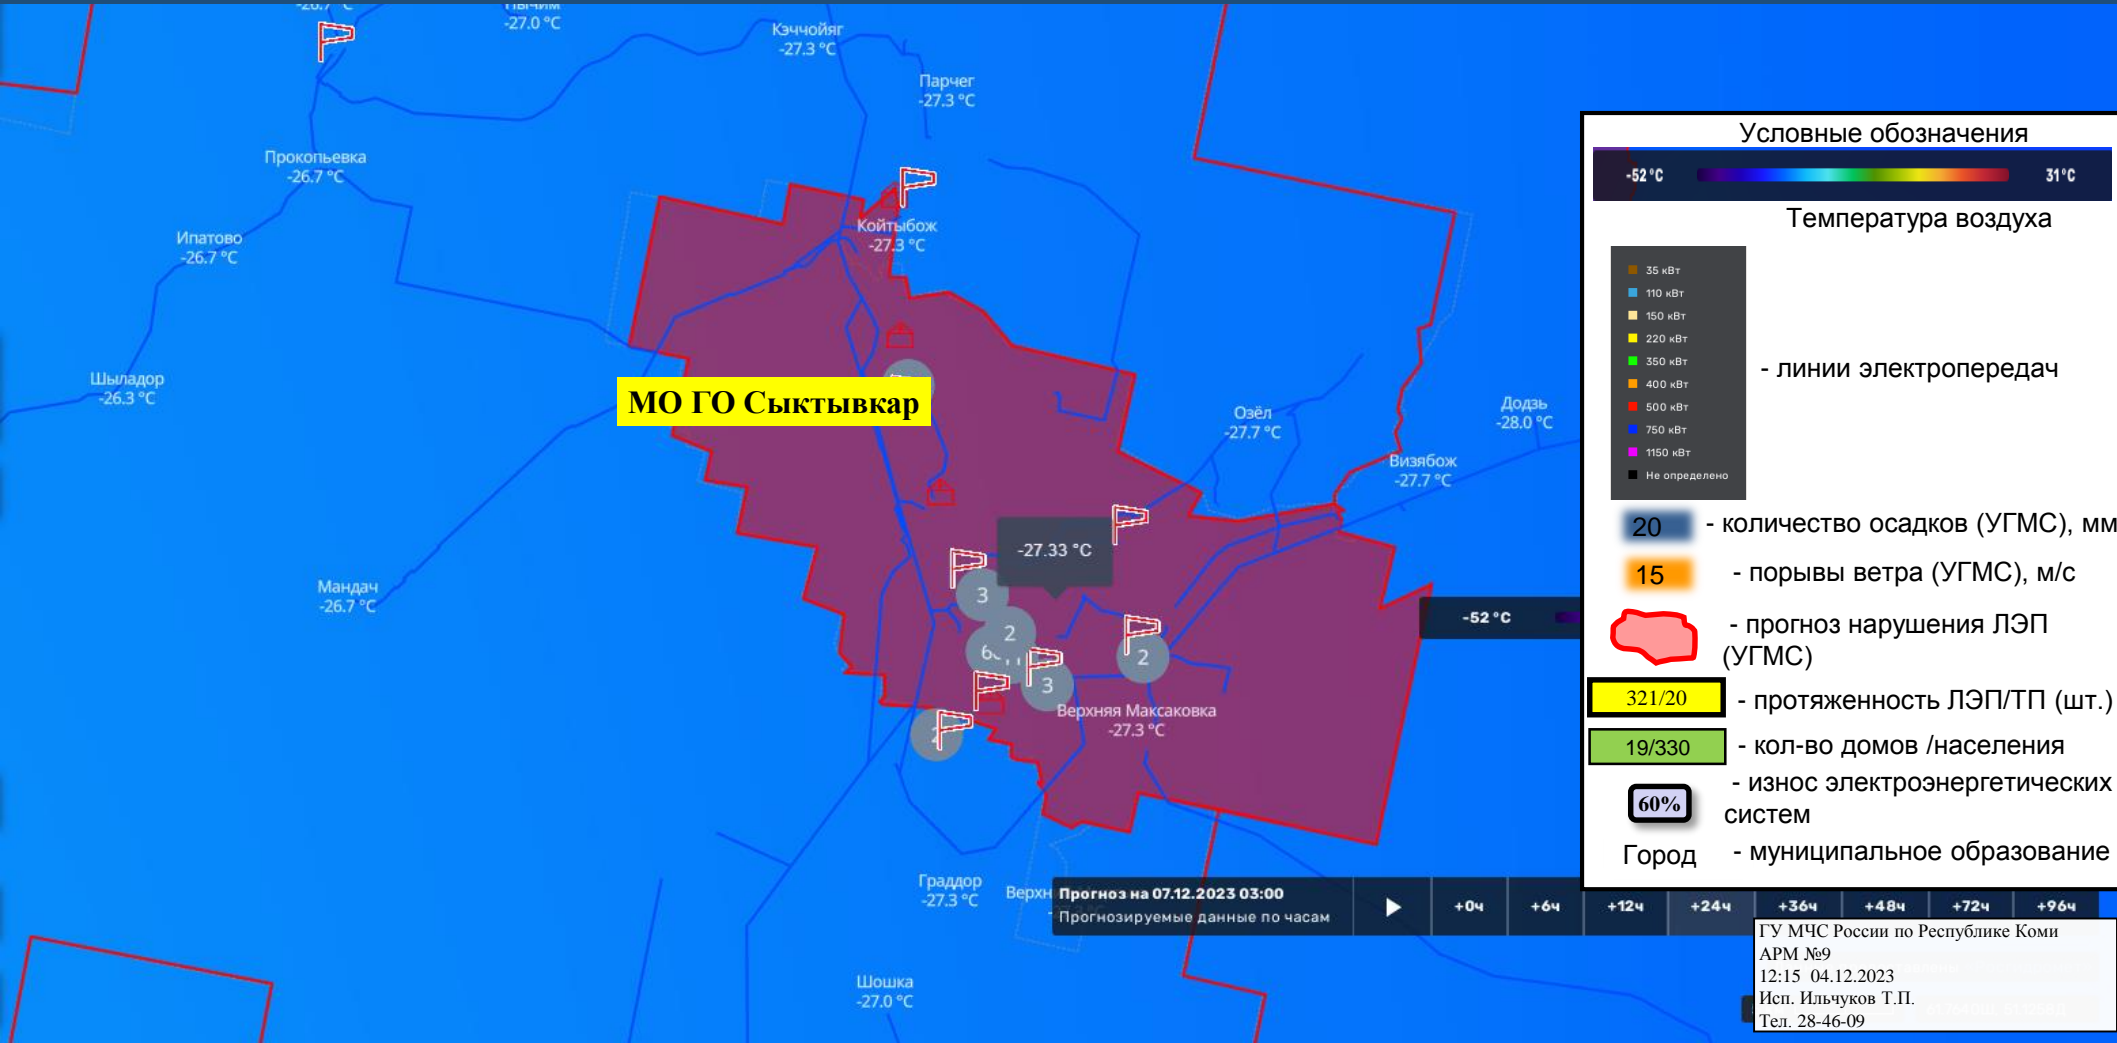 -27.0 °C
Кэччойяг
-27.3 °C
Парчег
-27.3 °C
Прокопьевка
-26.7 °C
Ипатово
-26.7 °C
Койтыбож
-27.3 °C
Шыладор
-26.3 °C
МО ГО Сыктывкар
Озёл
-27.7 °C
Додзь
-28.0 °C
Визябож
-27.7 °C
-27.33 °C
Мандач
-26.7 °C
3
2
2
3
Верхняя Максаковка
-27.3 °C
-52 °C
Граддор
-27.3 °C
Шошка
-27.0 °C
Прогноз на 07.12.2023 03:00
Прогнозируемые данные по часам
+0ч +6ч +12ч +24ч +36ч +48ч +72ч +96ч
Условные обозначения
-52 °C 31 °C
Температура воздуха
35 кВт
110 кВт
150 кВт
220 кВт
350 кВт
400 кВт
500 кВт
750 кВт
1150 кВт
Не определено
- линии электропередач
20 - количество осадков (УГМС), мм
15 - порывы ветра (УГМС), м/с
- прогноз нарушения ЛЭП
(УГМС)
321/20 - протяженность ЛЭП/ТП (шт.)
19/330 - кол-во домов /населения
- износ электроэнергетических
60%
систем
Город - муниципальное образование
ГУ МЧС России по Республике Коми
АРМ №9
12:15 04.12.2023
Исп. Ильчуков Т.П.
Тел. 28-46-09